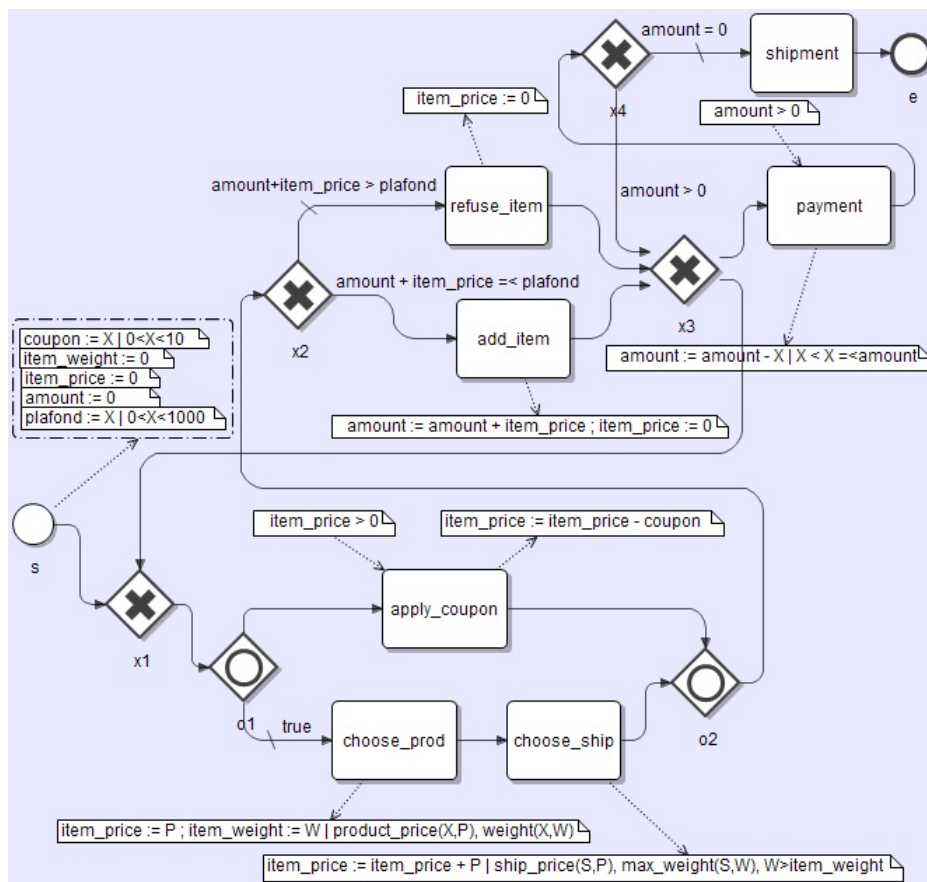 amount = 0
shipment
e
x4
item_price := 0
amount > 0
amount+item_price > plafond
refuse_item
amount > 0
payment
x3
amount + item_price =< plafond
x2
add_item
coupon := X | 0<X<10
item_weight := 0
item_price := 0
amount := 0
plafond := X | 0<X<1000
amount := amount - X | X < X =<amount
amount := amount + item_price ; item_price := 0
s
item_price > 0
item_price := item_price - coupon
apply_coupon
x1
o1
true
choose_prod
choose_ship
o2
item_price := P ; item_weight := W | product_price(X,P), weight(X,W)
item_price := item_price + P | ship_price(S,P), max_weight(S,W), W>item_weight